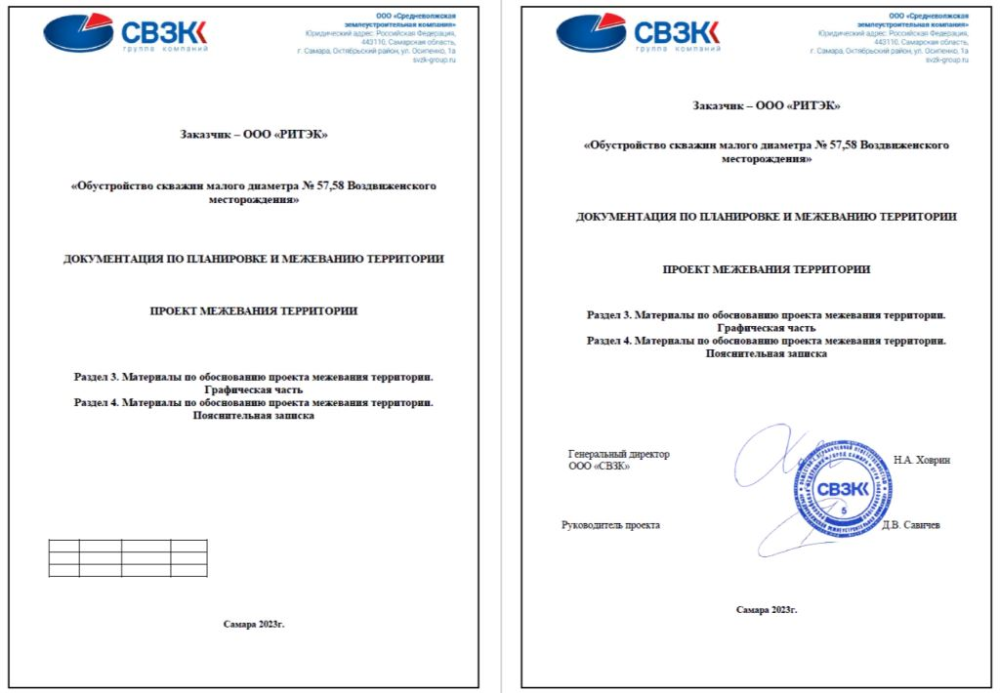 СВЗК
группа компаний
ООО «Средневолжская
землеустроительная компания»
Юридический адрес: Российская Федерация,
443110, Самарская область,
г. Самара, Октябрьский район, ул. Осипенко, 1а
svzk-group.ru
Заказчик – ООО «РИТЭК»
«Обустройство скважин малого диаметра № 57,58 Воздвиженского
месторождения»
ДОКУМЕНТАЦИЯ ПО ПЛАНИРОВКЕ И МЕЖЕВАНИЮ ТЕРРИТОРИИ
ПРОЕКТ МЕЖЕВАНИЯ ТЕРРИТОРИИ
Раздел 3. Материалы по обоснованию проекта межевания территории.
Графическая часть
Раздел 4. Материалы по обоснованию проекта межевания территории.
Пояснительная записка
Самара 2023г.
СВЗК
группа компаний
ООО «Средневолжская
землеустроительная компания»
Юридический адрес: Российская Федерация,
443110, Самарская область,
г. Самара, Октябрьский район, ул. Осипенко, 1а
svzk-group.ru
Заказчик – ООО «РИТЭК»
«Обустройство скважин малого диаметра № 57,58 Воздвиженского
месторождения»
ДОКУМЕНТАЦИЯ ПО ПЛАНИРОВКЕ И МЕЖЕВАНИЮ ТЕРРИТОРИИ
ПРОЕКТ МЕЖЕВАНИЯ ТЕРРИТОРИИ
Раздел 3. Материалы по обоснованию проекта межевания территории.
Графическая часть
Раздел 4. Материалы по обоснованию проекта межевания территории.
Пояснительная записка
Генеральный директор
ООО «СВЗК»
Н.А. Ховрин
СВЗК
5
Руководитель проекта
Д.В. Савичев
Самара 2023г.